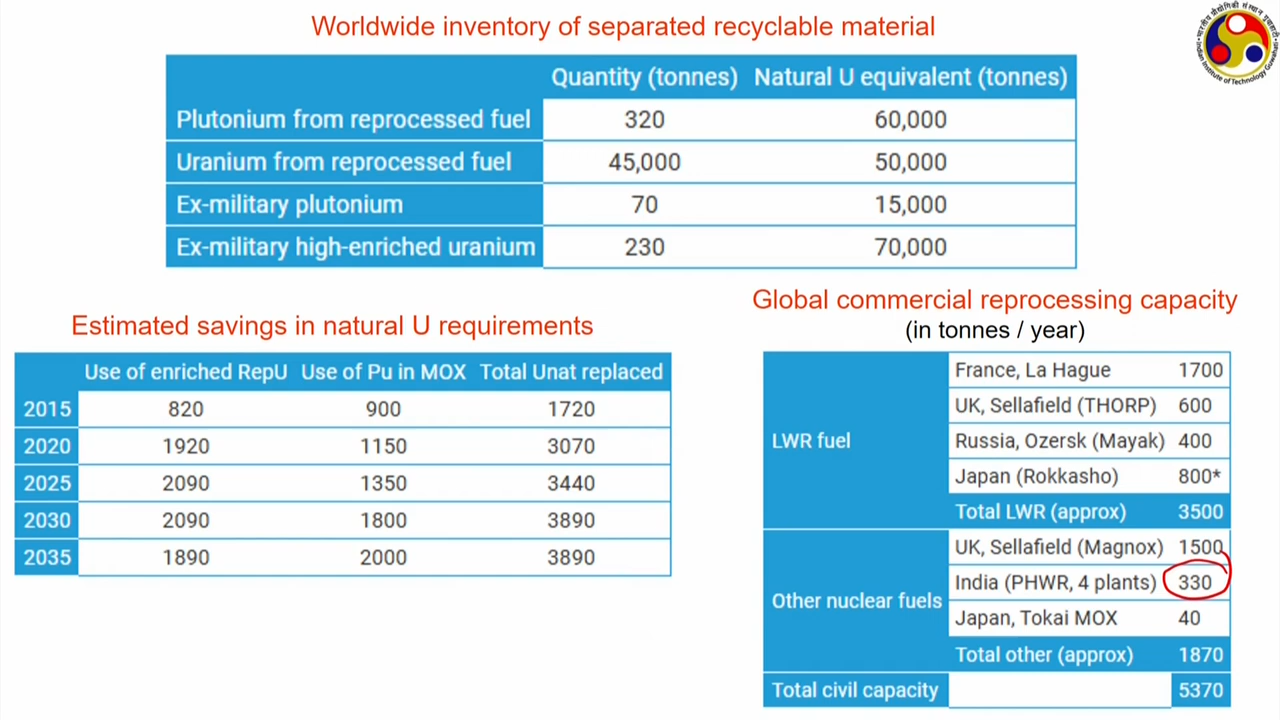 Worldwide inventory of separated recyclable material
Quantity (tonnes) Natural U equivalent (tonnes)
Plutonium from reprocessed fuel 320 60,000
Uranium from reprocessed fuel 45,000 50,000
Ex-military plutonium 70 15,000
Ex-military high-enriched uranium 230 70,000
Estimated savings in natural U requirements
Use of enriched RepU Use of Pu in MOX Total Unat replaced
2015 820 900 1720
2020 1920 1150 3070
2025 2090 1350 3440
2030 2090 1800 3890
2035 1890 2000 3890
Global commercial reprocessing capacity
(in tonnes / year)
LWR fuel
France, La Hague 1700
UK, Sellafield (THORP) 600
Russia, Ozersk (Mayak) 400
Japan (Rokkasho) 800*
Total LWR (approx) 3500
Other nuclear fuels
UK, Sellafield (Magnox) 1500
India (PHWR, 4 plants) 330
Japan, Tokai MOX 40
Total other (approx) 1870
Total civil capacity 5370
Indian Institute of Technology Guwahati